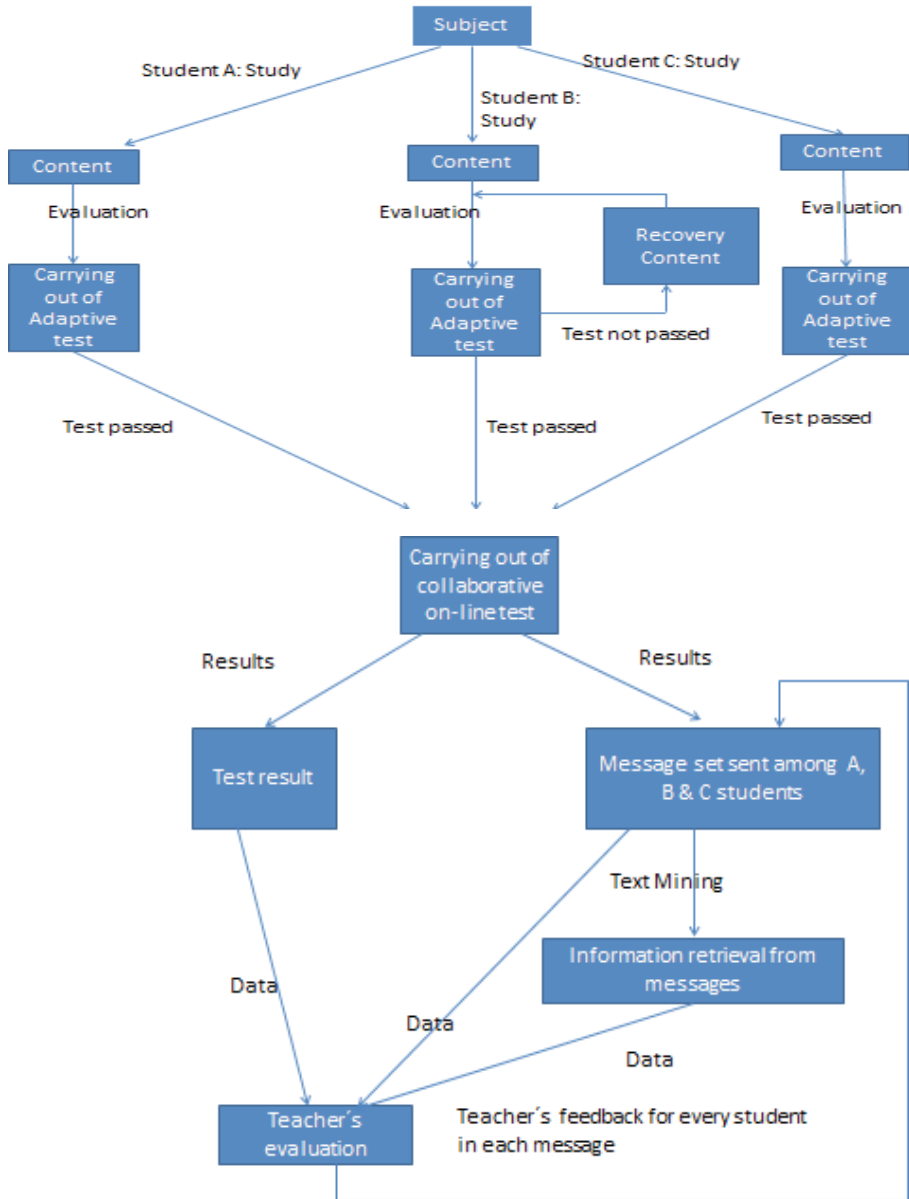 Subject
Student A: Study
Student C: Study
Student B:
Study
Content
Content
Content
Evaluation
Evaluation
Evaluation
Recovery
Content
Carrying
out of
Adaptive
test
Carrying
out of
Adaptive
test
Carrying
out of
Adaptive
test
Test not passed
Test passed
Test passed
Test passed
Carrying out of
collaborative
on-line test
Results
Results
Test result
Message set sent among A,
B & C students
Text Mining
Information retrieval from
messages
Data
Data
Data
Teacher´s
evaluation
Teacher´s feedback for every student
in each message